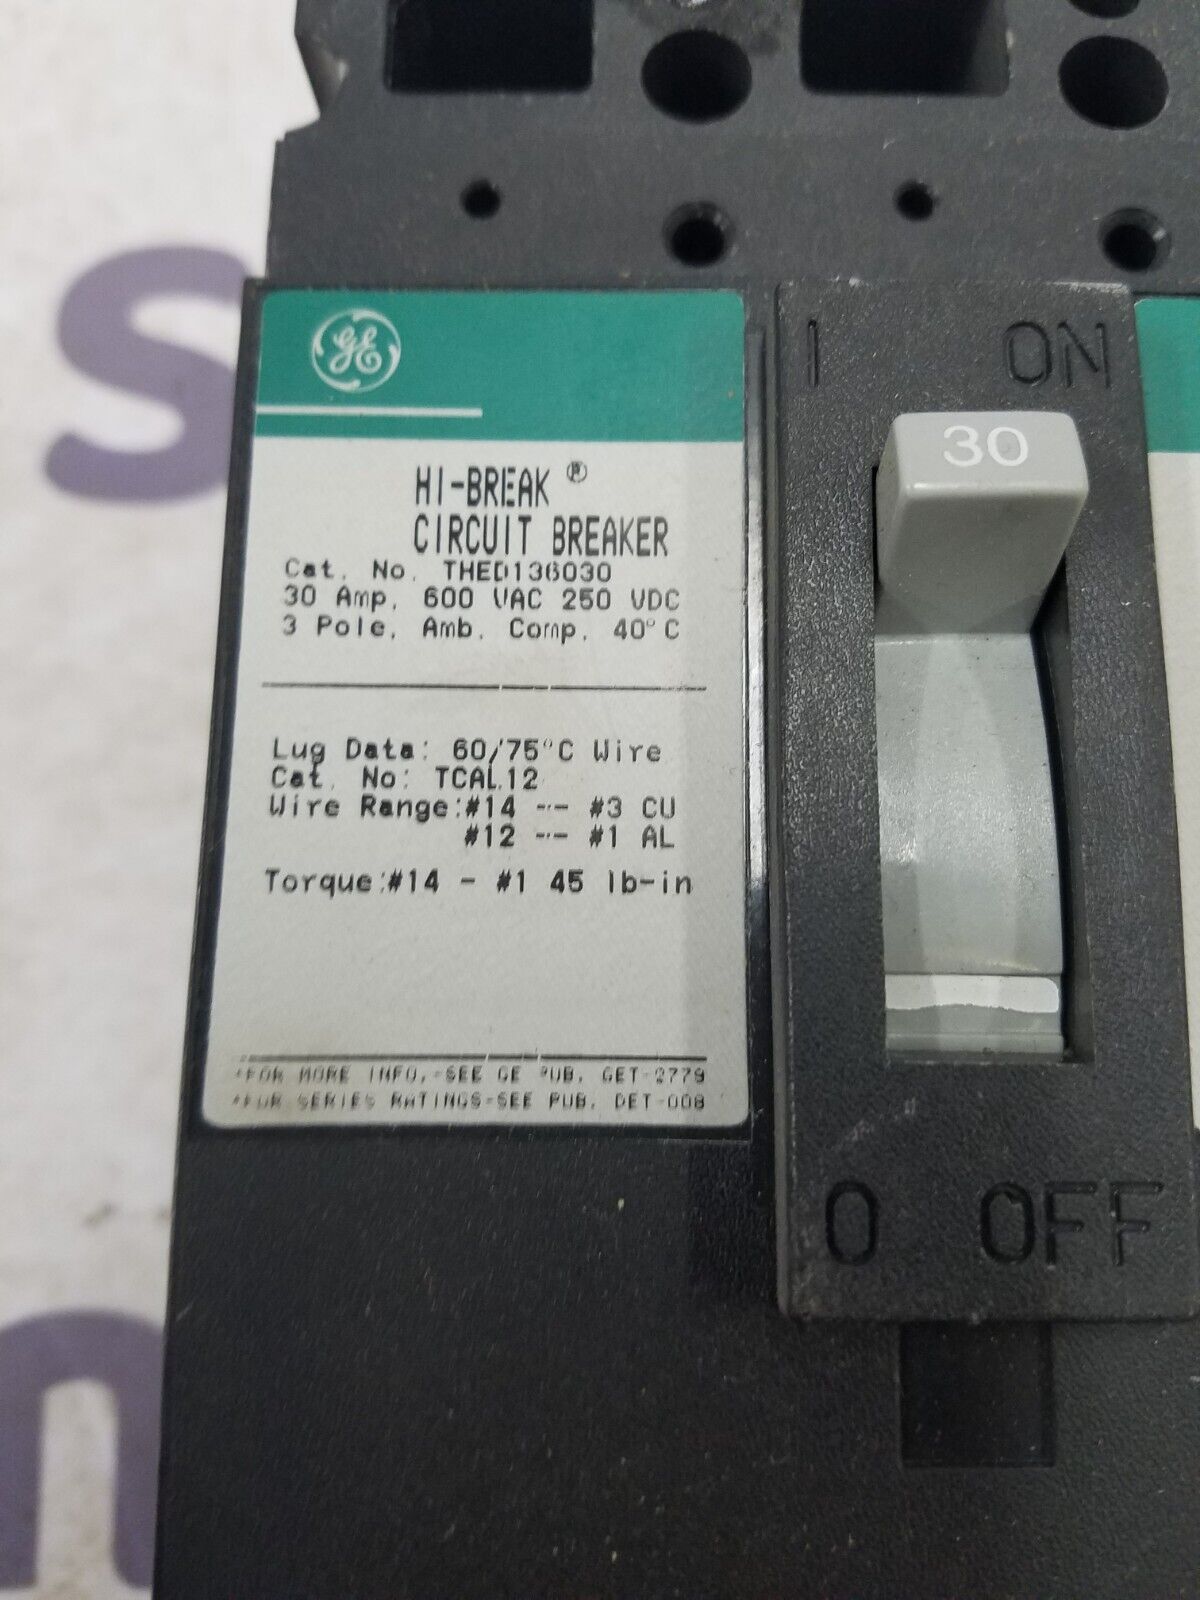 S
GE
HI-BREAK ®
CIRCUIT BREAKER
Cat. No. THED136030
30 Amp. 600 VAC 250 VDC
3 Pole, Amb. Comp. 40°C
Lug Data: 60/75°C Wire
Cat. No: TCAL12
Wire Range:#14 -- #3 CU
#12 -- #1 AL
Torque:#14 - #1 45 lb-in
*FOR MORE INFO.-SEE GE PUB. GET-2779
*FOR SERIES RATINGS-SEE PUB. DET-008
I ON
30
O OFF
n